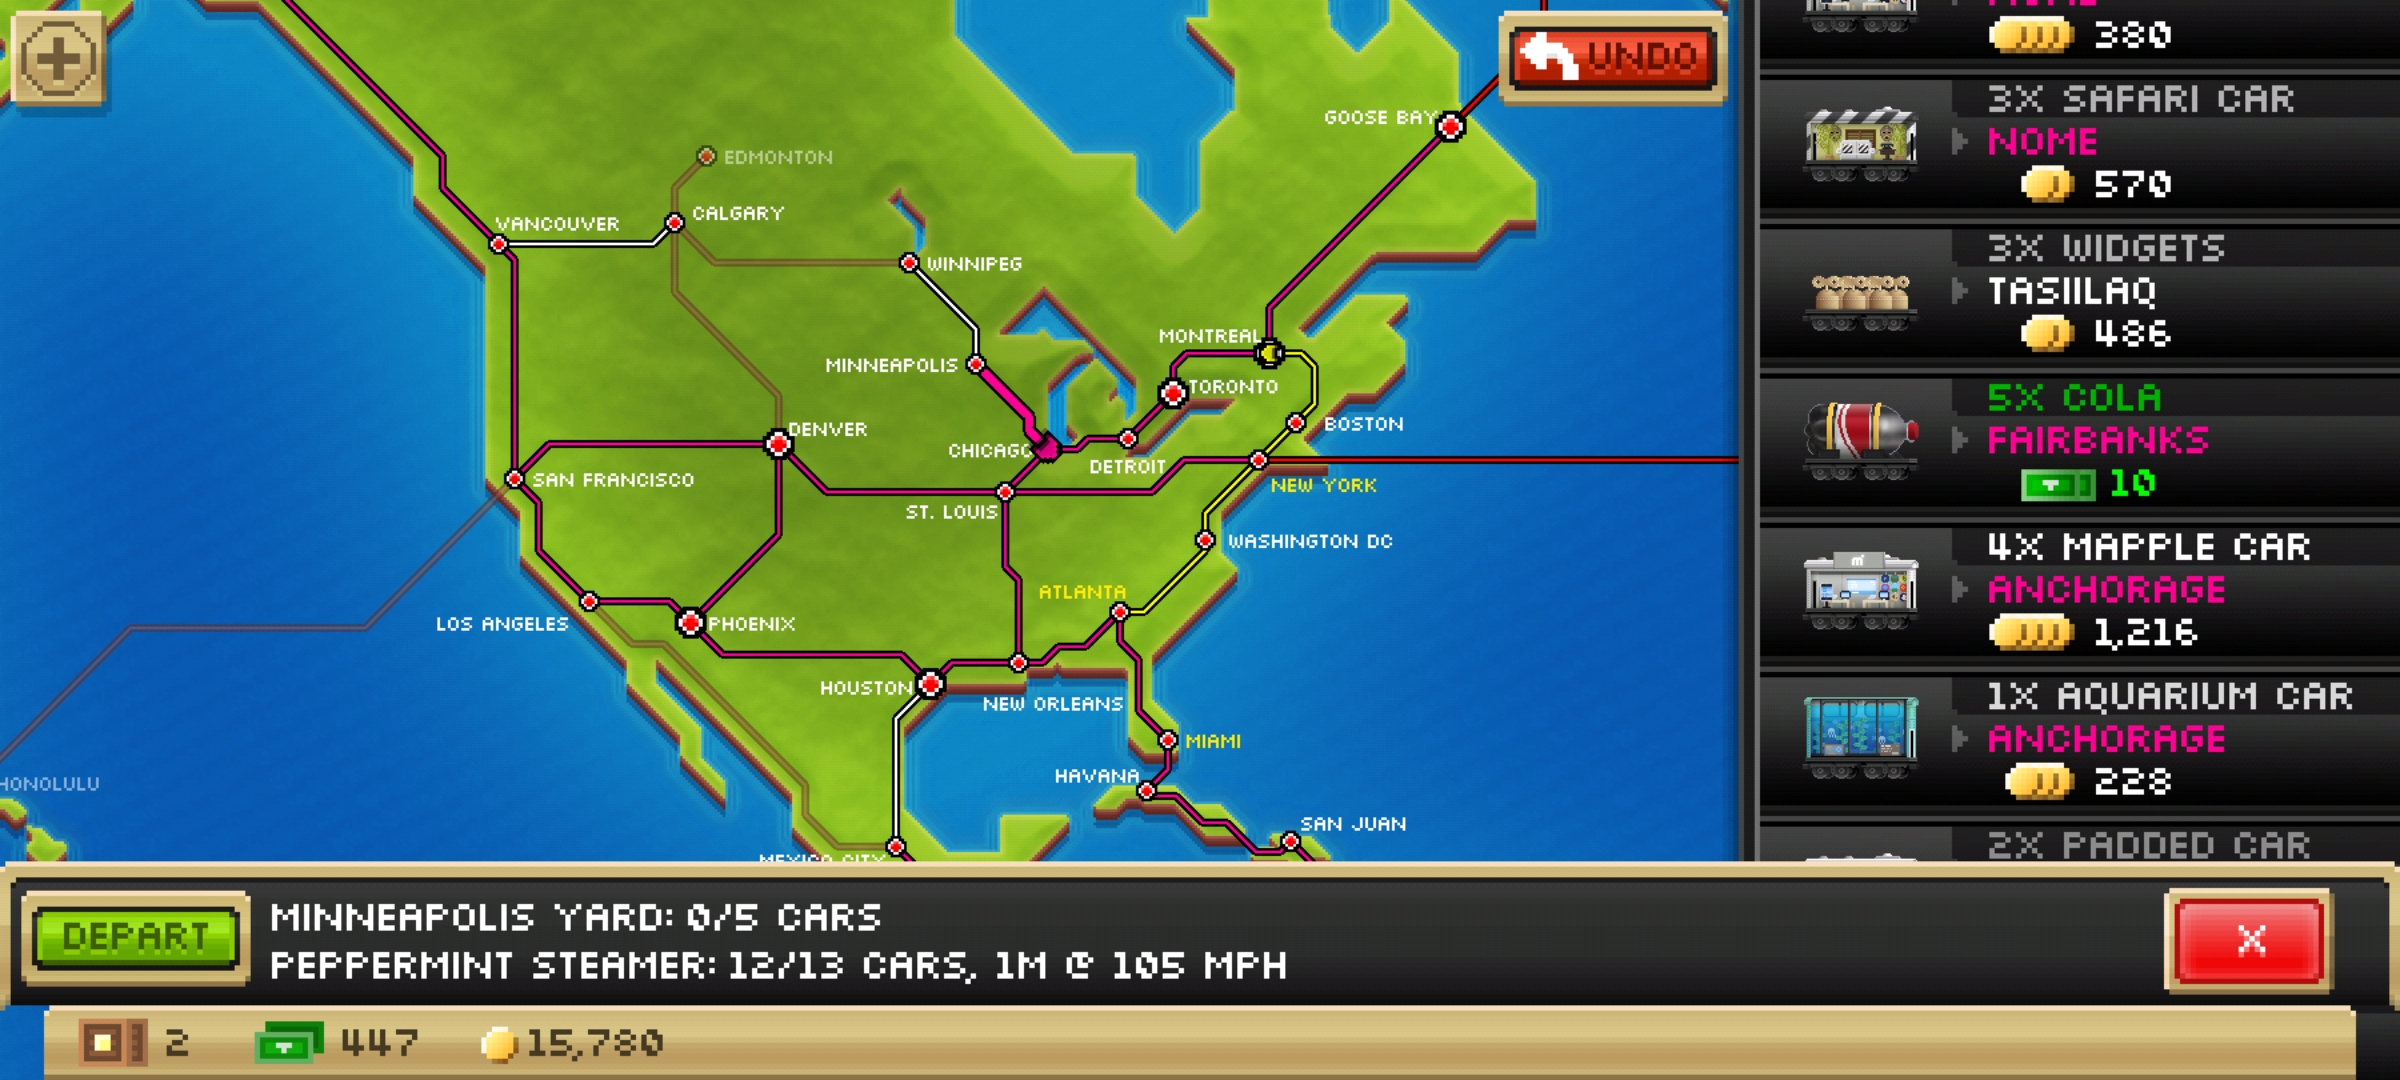 UNDO
GOOSE BAY
EDMONTON
CALGARY
VANCOUVER
WINNIPEG
MONTREAL
MINNEAPOLIS
TORONTO
BOSTON
DENVER
CHICAGO
DETROIT
SAN FRANCISCO
NEW YORK
ST. LOUIS
WASHINGTON DC
ATLANTA
LOS ANGELES
PHOENIX
HOUSTON
NEW ORLEANS
MIAMI
HAVANA
HONOLULU
SAN JUAN
MEXICO CITY
NOME
380
3X SAFARI CAR
NOME
570
3X WIDGETS
TASIILAQ
486
5X COLA
FAIRBANKS
10
4X MAPPLE CAR
ANCHORAGE
1,216
1X AQUARIUM CAR
ANCHORAGE
228
2X PADDED CAR
DEPART
MINNEAPOLIS YARD: 0/5 CARS
PEPPERMINT STEAMER: 12/13 CARS, 1M @ 105 MPH
X
2
447
15,780